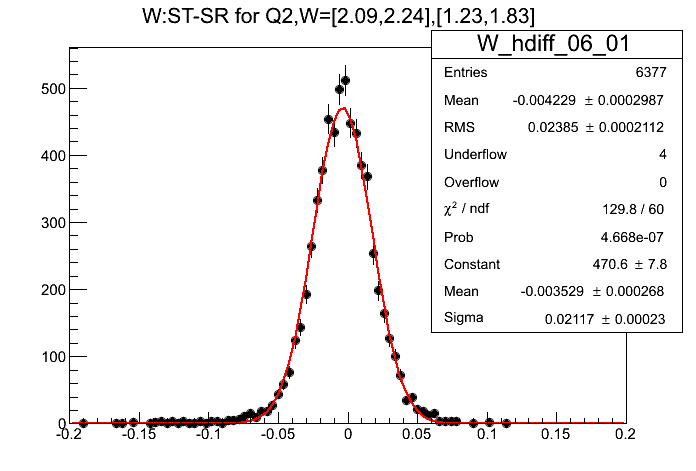 W:ST-SR for Q2,W=[2.09,2.24],[1.23,1.83]
W_hdiff_06_01
Entries 6377
Mean -0.004229 ± 0.0002987
RMS 0.02385 ± 0.0002112
Underflow 4
Overflow 0
χ² / ndf 129.8 / 60
Prob 4.668e-07
Constant 470.6 ± 7.8
Mean -0.003529 ± 0.000268
Sigma 0.02117 ± 0.00023
500
400
300
200
100
0
-0.2 -0.15 -0.1 -0.05 0 0.05 0.1 0.15 0.2